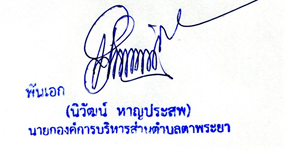 พันเอก
(นิวัฒน์ หาญประสพ)
นายกองค์การบริหารส่วนตำบลตาพระยา